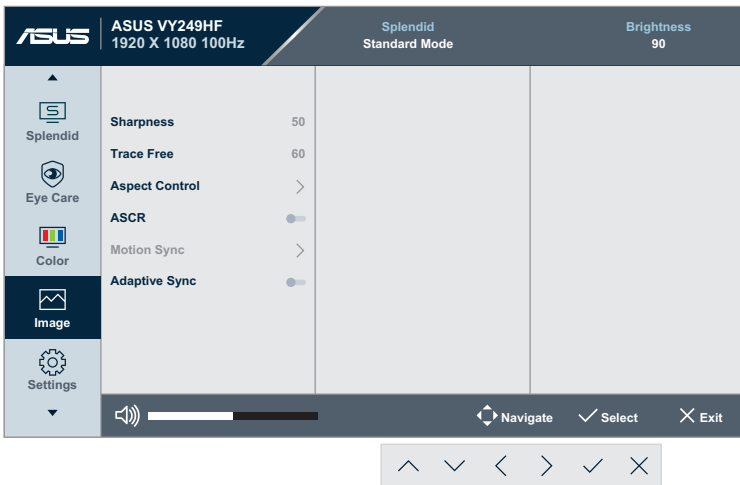 ASUS
ASUS VY249HF
1920 X 1080 100Hz
Splendid
Standard Mode
Brightness
90
Splendid
Eye Care
Color
Image
Settings
Sharpness 50
Trace Free 60
Aspect Control
ASCR
Motion Sync
Adaptive Sync
Navigate Select Exit